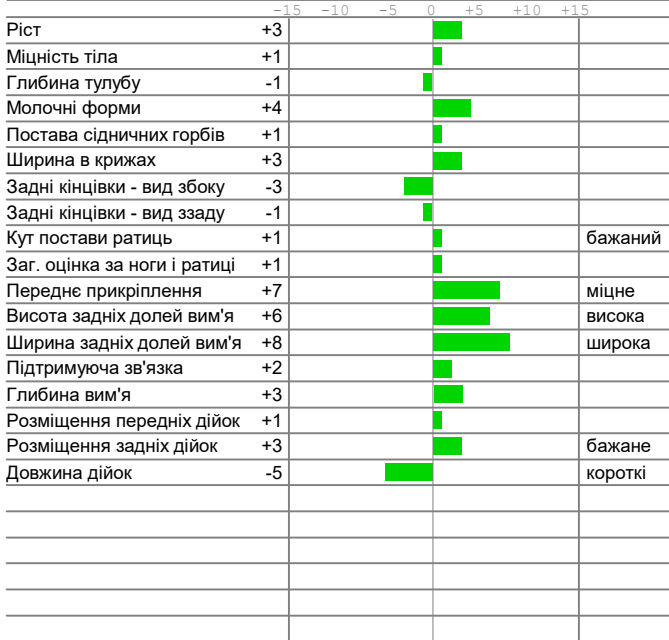 -15 -10 -5 0 +5 +10 +15
Ріст +3
Міцність тіла +1
Глибина тулубу -1
Молочні форми +4
Постава сідничних горбів +1
Ширина в крижах +3
Задні кінцівки - вид збоку -3
Задні кінцівки - вид ззаду -1
Кут постави ратиць +1 бажаний
Заг. оцінка за ноги і ратиці +1
Переднє прикріплення +7 міцне
Висота задніх долей вим'я +6 висока
Ширина задніх долей вим'я +8 широка
Підтримуюча зв'язка +2
Глибина вим'я +3
Розміщення передніх дійок +1
Розміщення задніх дійок +3 бажане
Довжина дійок -5 короткі